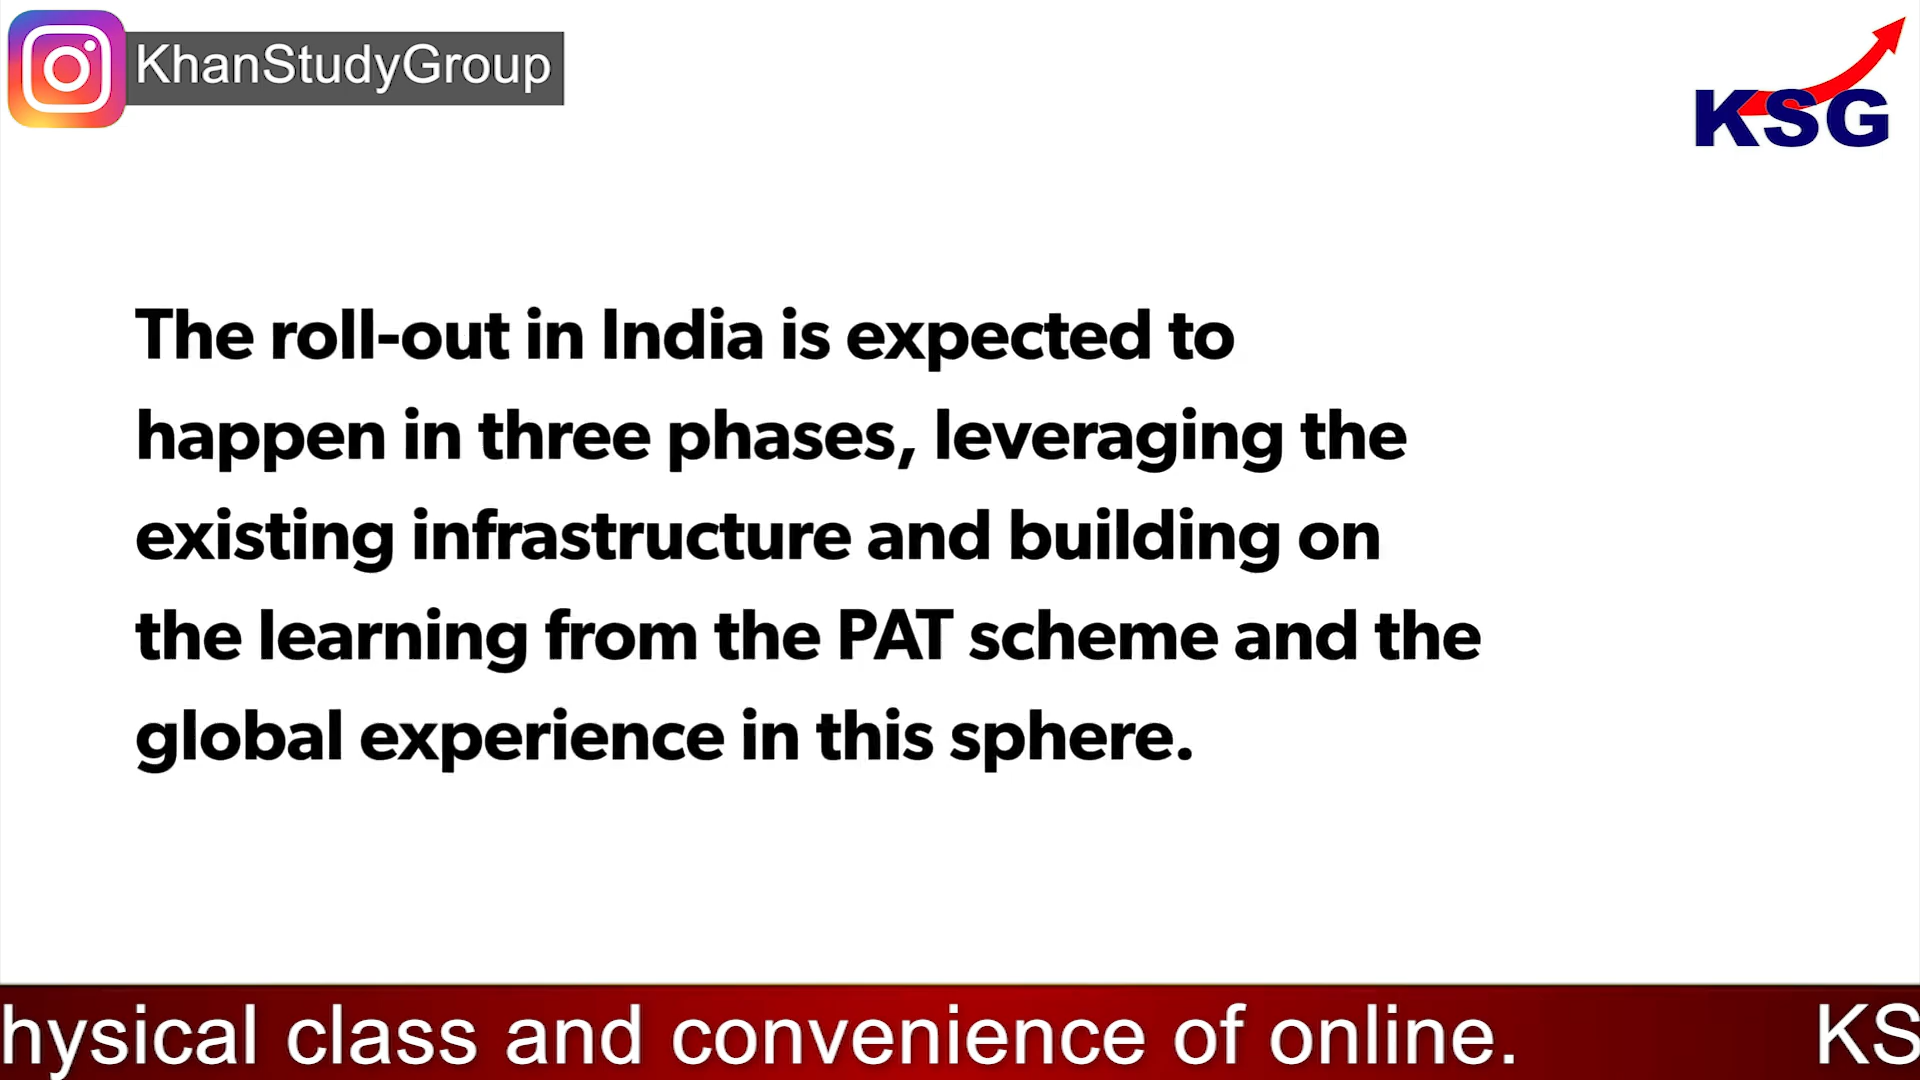 KhanStudyGroup
KSG
The roll-out in India is expected to
happen in three phases, leveraging the
existing infrastructure and building on
the learning from the PAT scheme and the
global experience in this sphere.
hysical class and convenience of online. KS